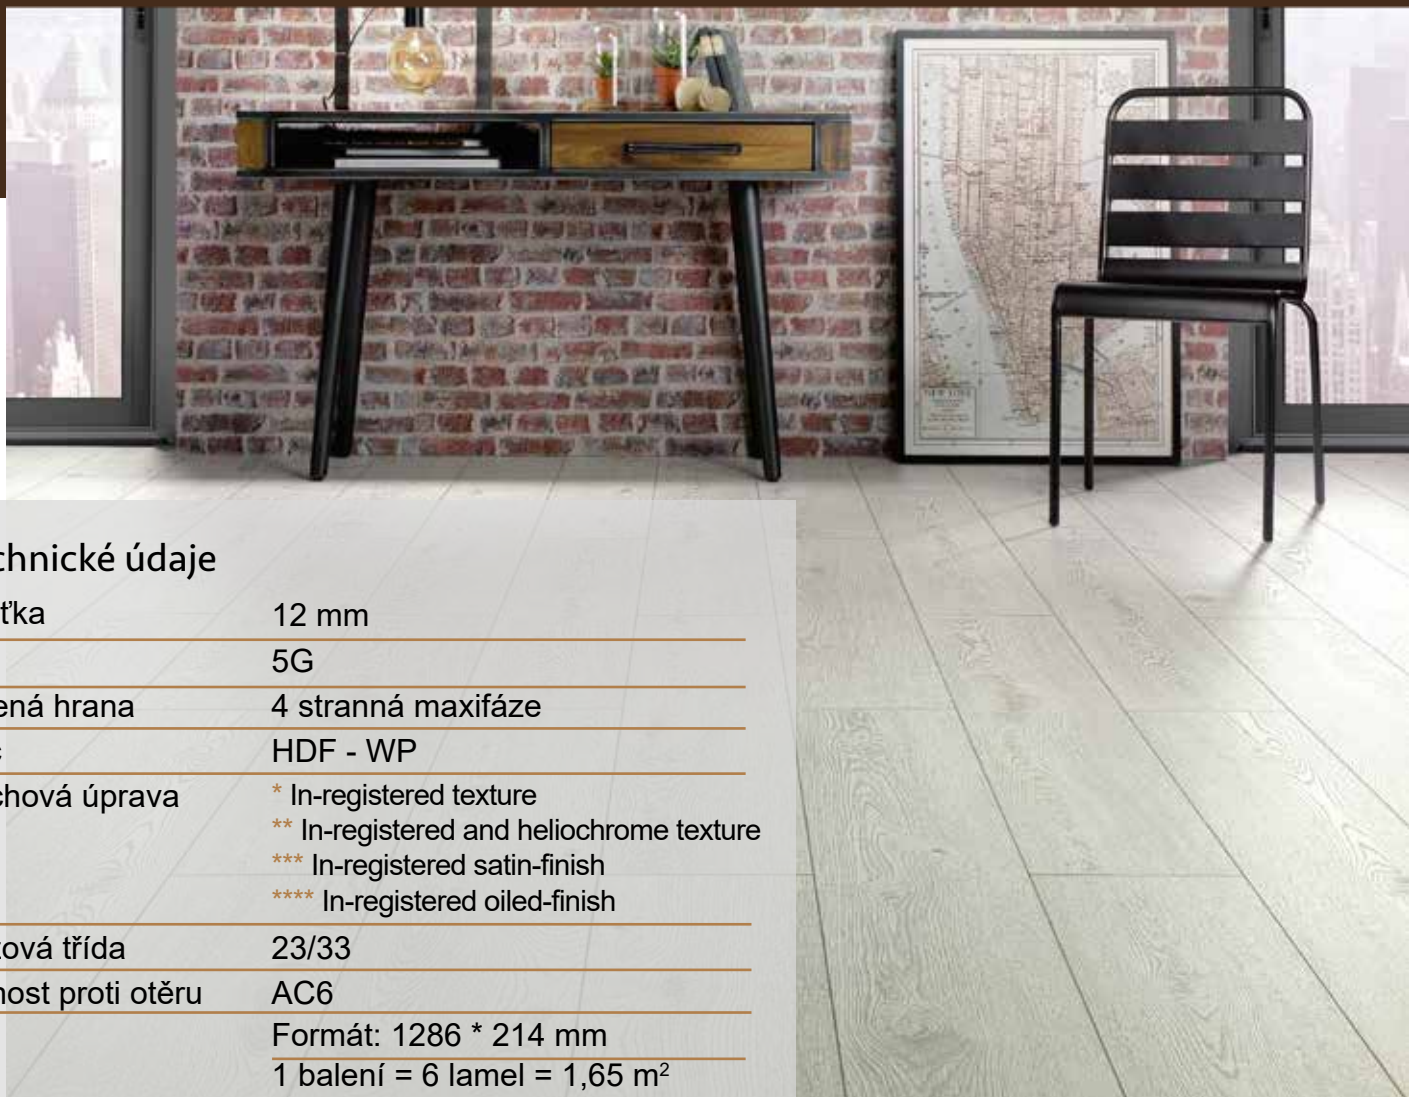 chnické údaje
ťka 12 mm
5G
ená hrana 4 stranná maxifáze
HDF - WP
chová úprava * In-registered texture
** In-registered and heliochrome texture
*** In-registered satin-finish
**** In-registered oiled-finish
ová třída 23/33
nost proti otěru AC6
Formát: 1286 * 214 mm
1 balení = 6 lamel = 1,65 m²
NEW YORK